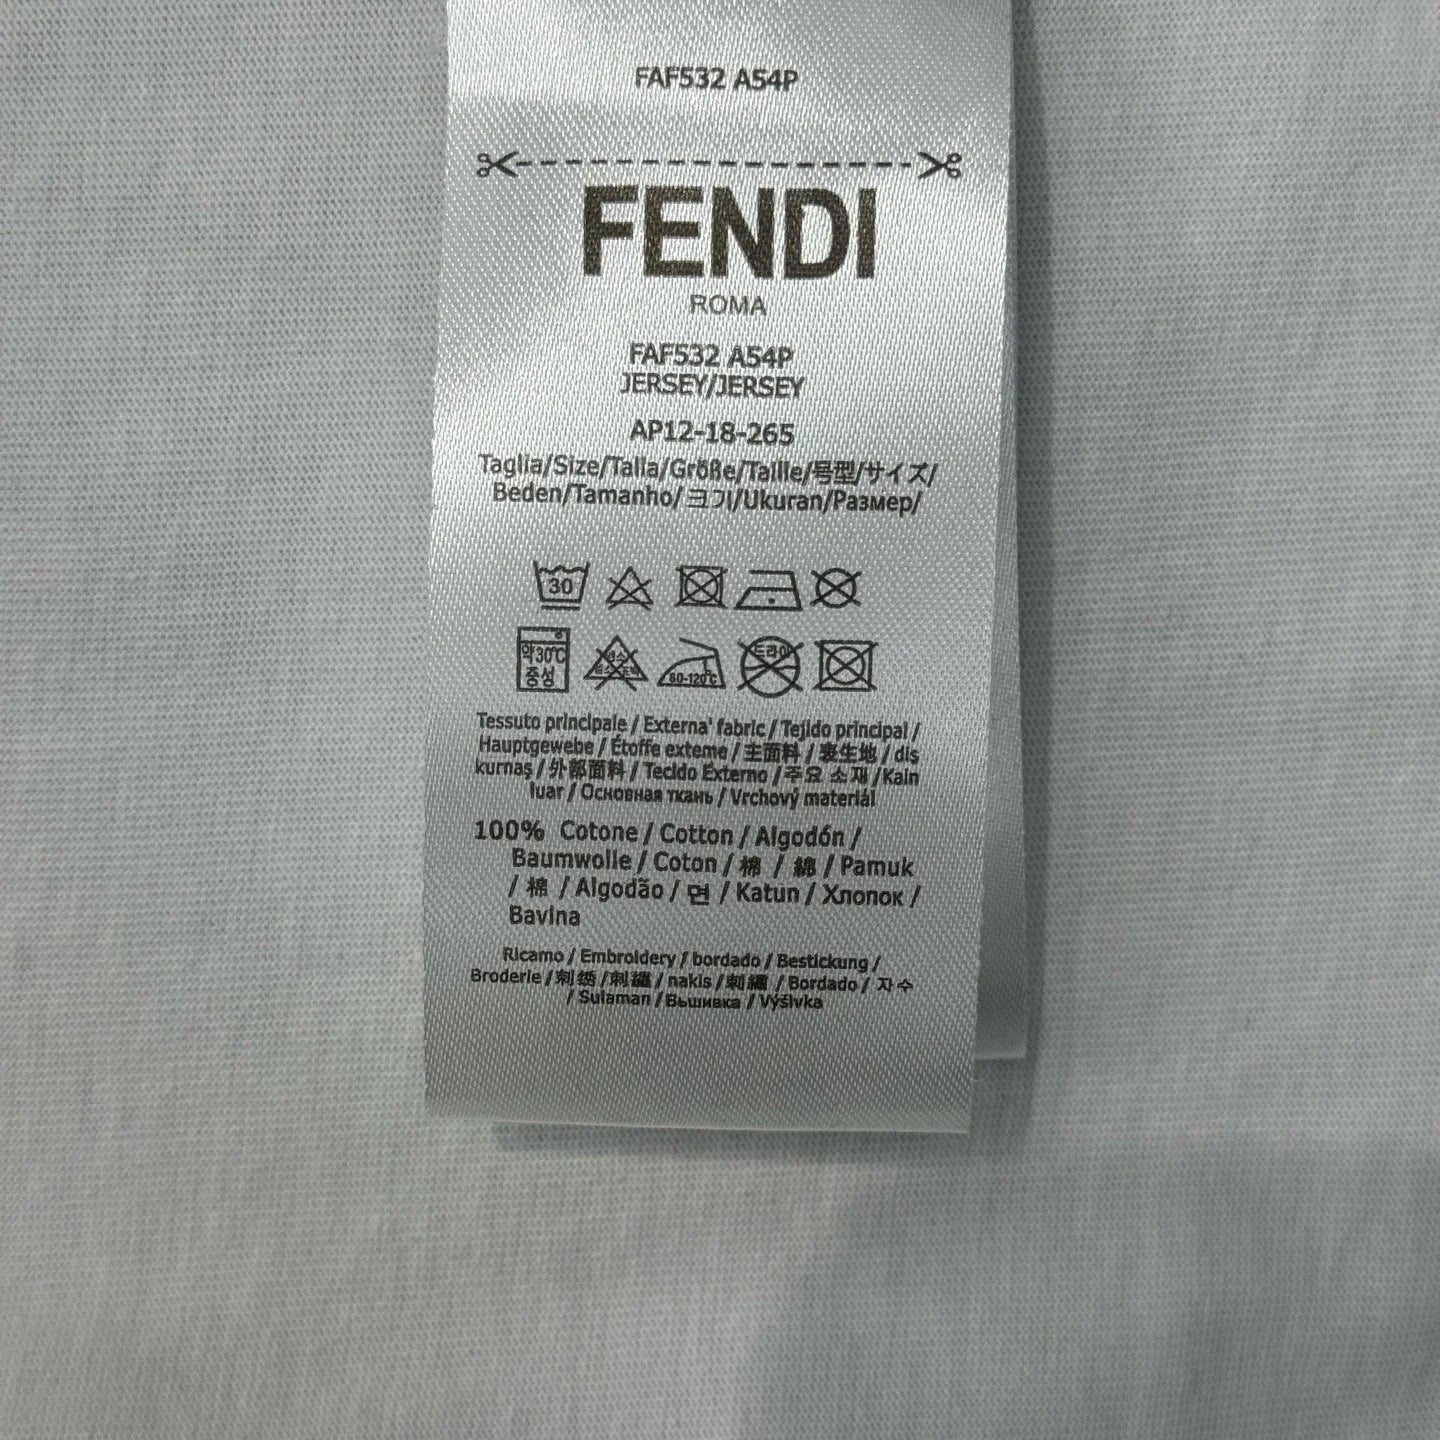 FAF532 A54P
FENDI
ROMA
FAF532 A54P
JERSEY/JERSEY
AP12-18-265
Taglia/Size/Talla/Größe/Taille/号型/サイズ/
Beden/Tamanho/크기/Ukuran/Размер/
30
약30℃
중성
80-120℃
드라이
Tessuto principale / Externa' fabric / Tejido principal /
Hauptgewebe / Étoffe exteme / 主面料 / 表生地 / dış
kurnaş / 外部面料 / Tecido Externo / 주요 소재 / Kain
luar / Основная ткань / Vrchový materiál
100% Cotone / Cotton / Algodón /
Baumwolle / Coton / 棉 / 綿 / Pamuk
/ 棉 / Algodão / 면 / Katun / Хлопок /
Bavlna
Ricamo / Embroidery / bordado / Bestickung /
Broderie / 刺绣 / 刺繍 / nakis / 刺繡 / Bordado / 자수
/ Sulaman / Вышивка / Výšivka